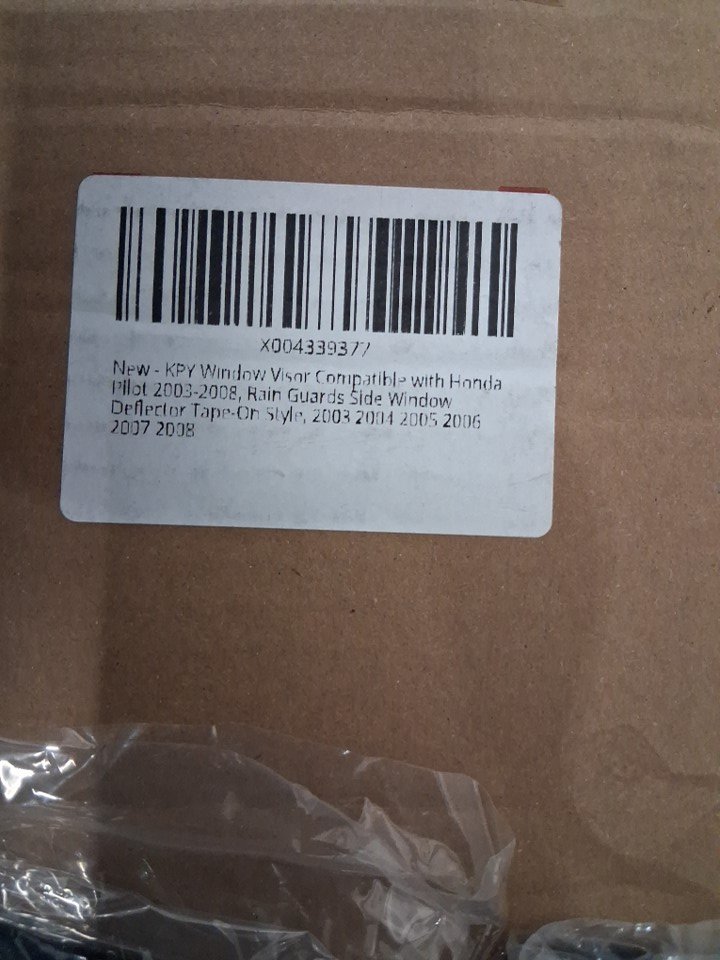 X004339377
New - KPY Window Visor Compatible with Honda
Pilot 2003-2008, Rain Guards Side Window
Deflector Tape-On Style, 2003 2004 2005 2006
2007 2008